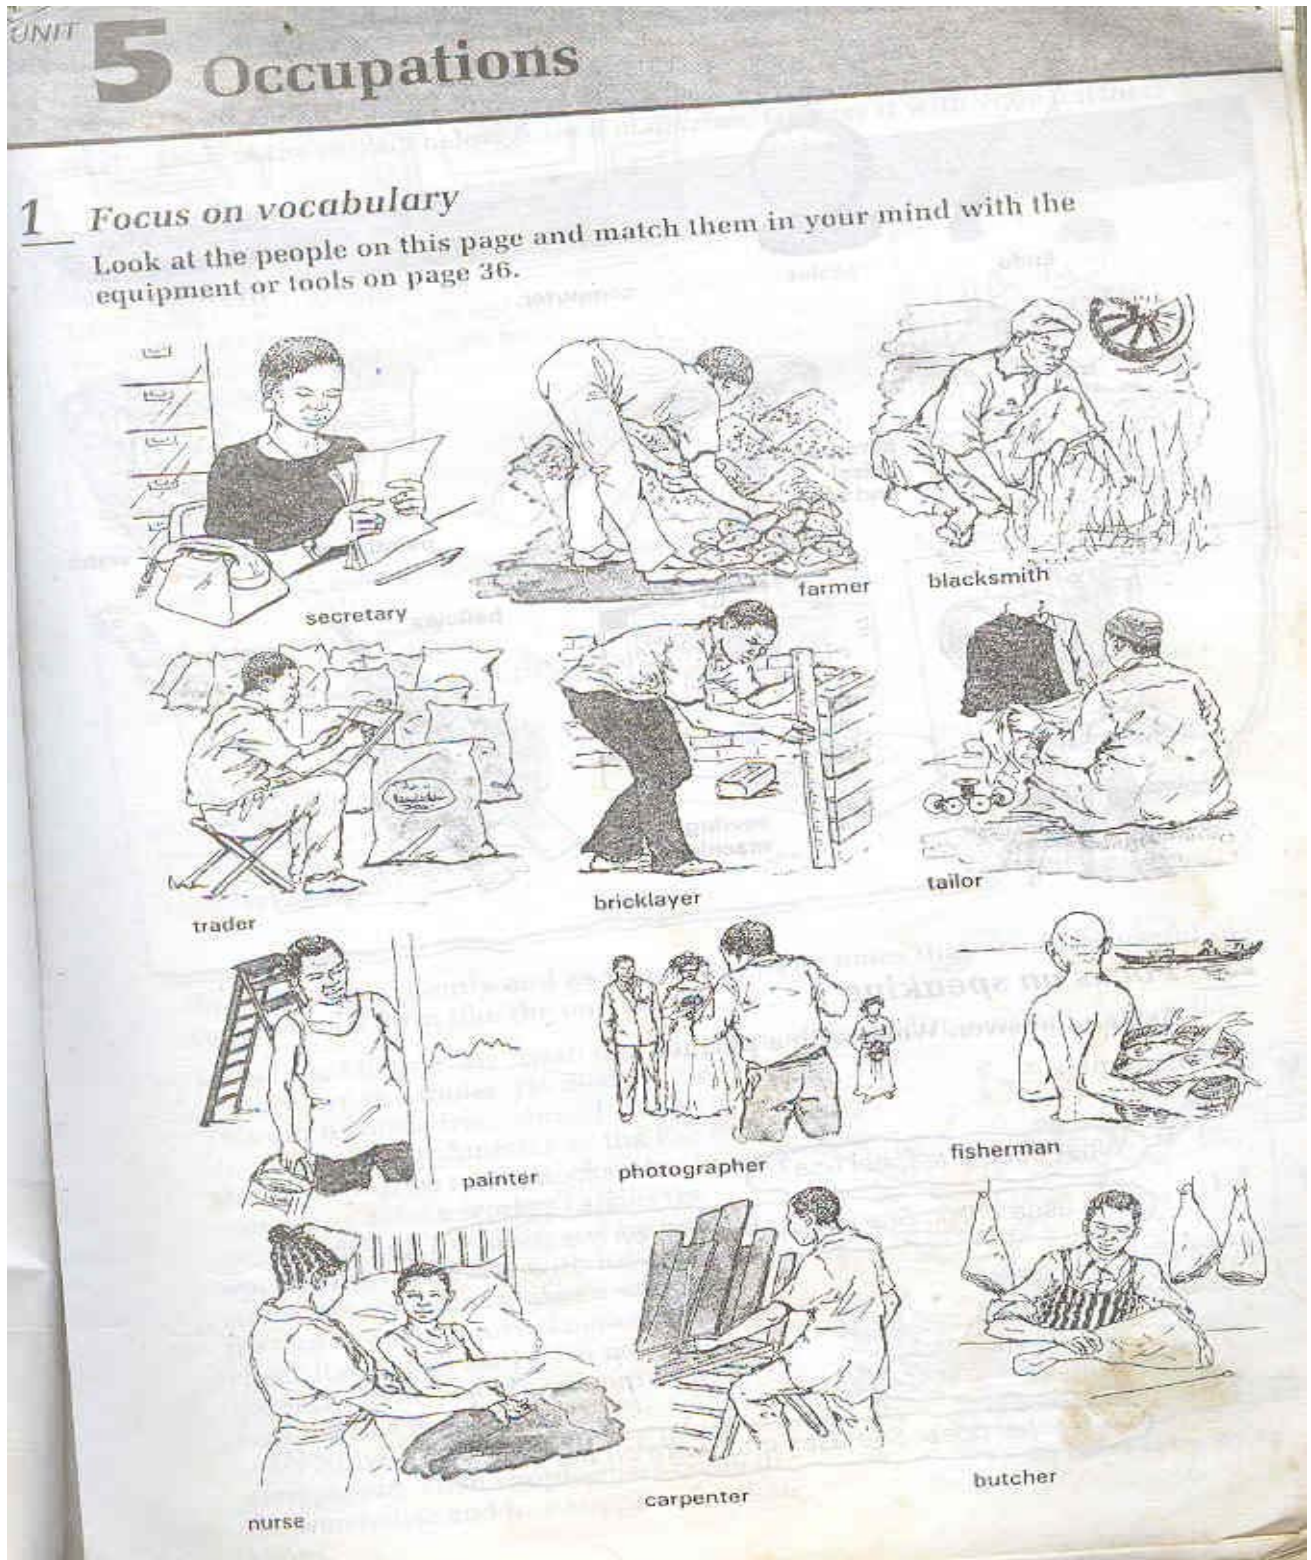 UNIT
5 Occupations
1 Focus on vocabulary
Look at the people on this page and match them in your mind with the
equipment or tools on page 36.
secretary
farmer
blacksmith
trader
bricklayer
tailor
painter
photographer
fisherman
nurse
carpenter
butcher